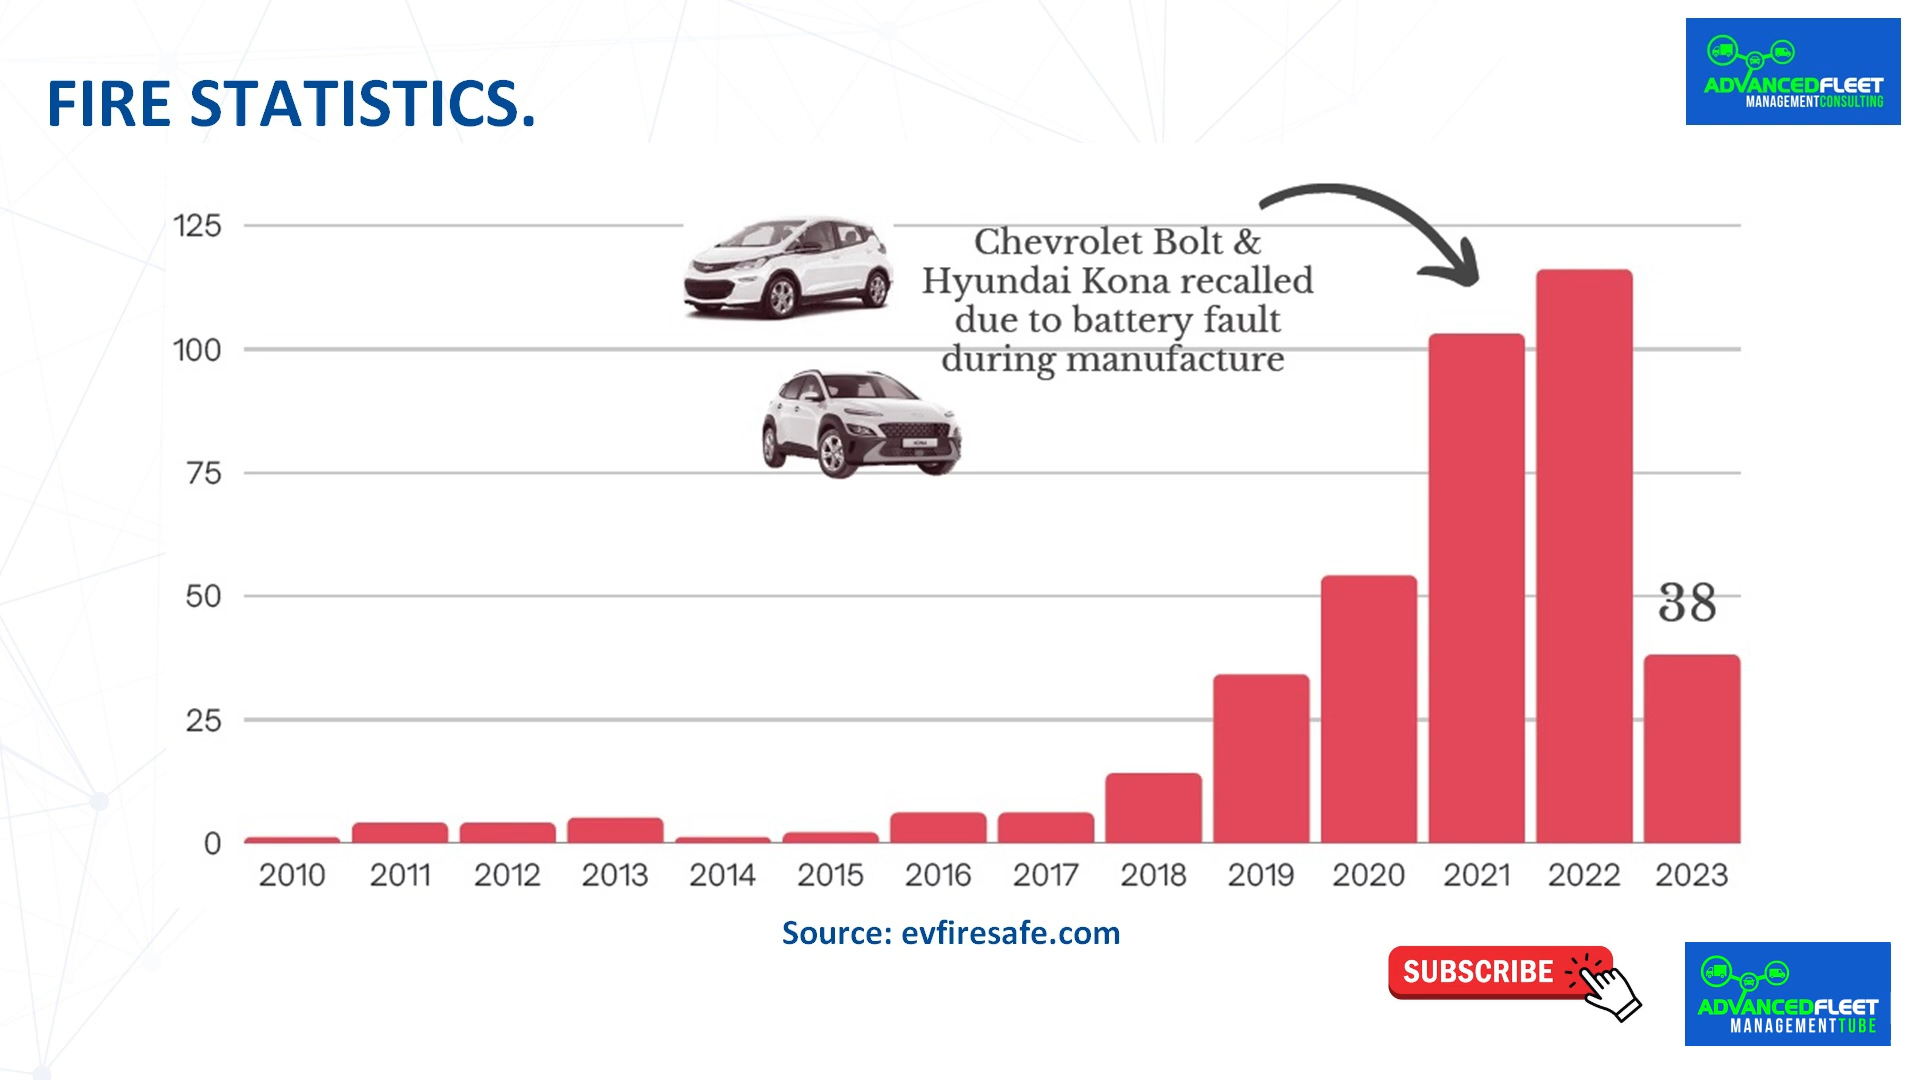 FIRE STATISTICS.
ADVANCEDFLEET
MANAGEMENTCONSULTING
125
100
75
50
25
0
Chevrolet Bolt &
Hyundai Kona recalled
due to battery fault
during manufacture
KONA
38
2010 2011 2012 2013 2014 2015 2016 2017 2018 2019 2020 2021 2022 2023
Source: evfiresafe.com
SUBSCRIBE
ADVANCEDFLEET
MANAGEMENTTUBE